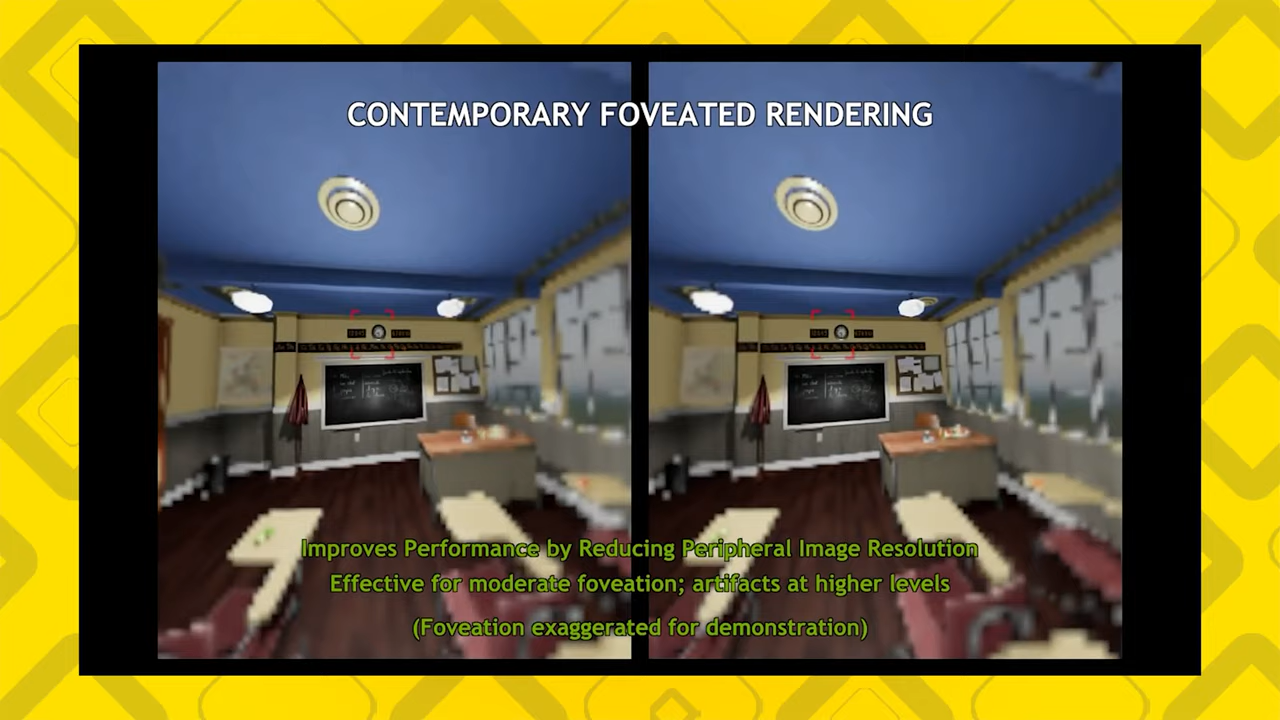 CONTEMPORARY FOVEATED RENDERING
Improves Performance by Reducing Peripheral Image Resolution
Effective for moderate foveation; artifacts at higher levels
(Foveation exaggerated for demonstration)